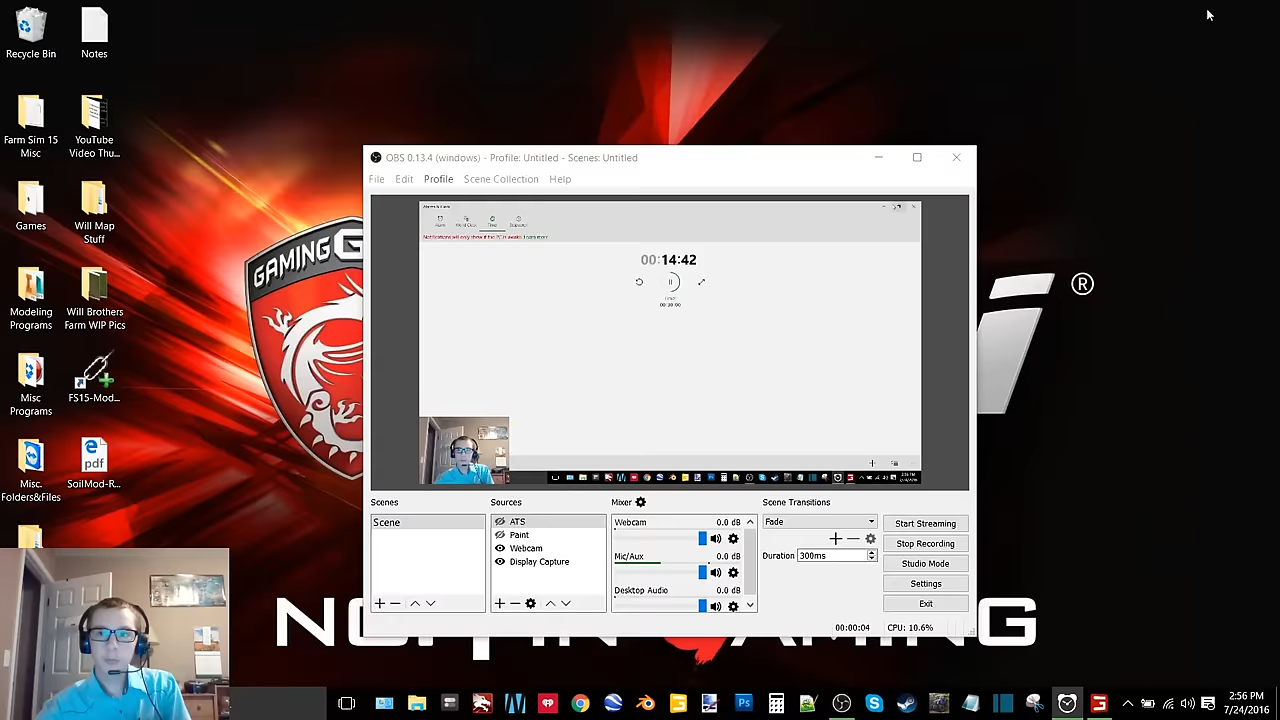 Recycle Bin
Notes
Farm Sim 15 Misc
YouTube Video Thu...
Games
Will Map Stuff
Modeling Programs
Will Brothers Farm WIP Pics
Misc Programs
FS15-Mod...
Misc. Folders&Files
pdf
SoilMod-R...
GAMING G
®
OBS 0.13.4 (windows) - Profile: Untitled - Scenes: Untitled
File Edit Profile Scene Collection Help
00:14:42
00:30:00
Scenes
Scene
Sources
ATS
Paint
Webcam
Display Capture
Mixer
Webcam 0.0 dB
Mic/Aux 0.0 dB
Desktop Audio 0.0 dB
Scene Transitions
Fade
Duration 300ms
Start Streaming
Stop Recording
Studio Mode
Settings
Exit
00:00:04 CPU: 10.6%
Ps
2:56 PM
7/24/2016